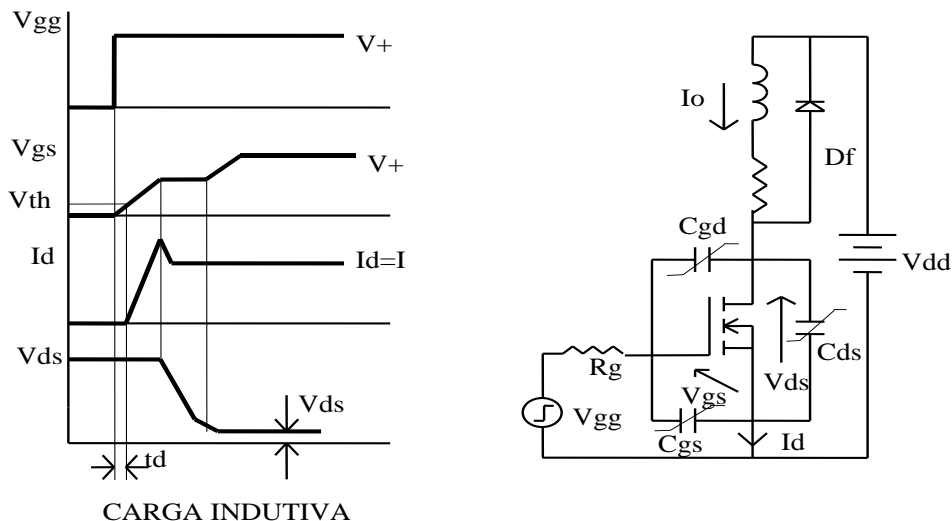 Vgg
V+
Vgs
V+
Vth
Id
Id=I
Vds
Vds
td
CARGA INDUTIVA
Io
Df
Cgd
Vdd
Rg
Vgs
Vds
Cds
Vgg
Cgs
Id